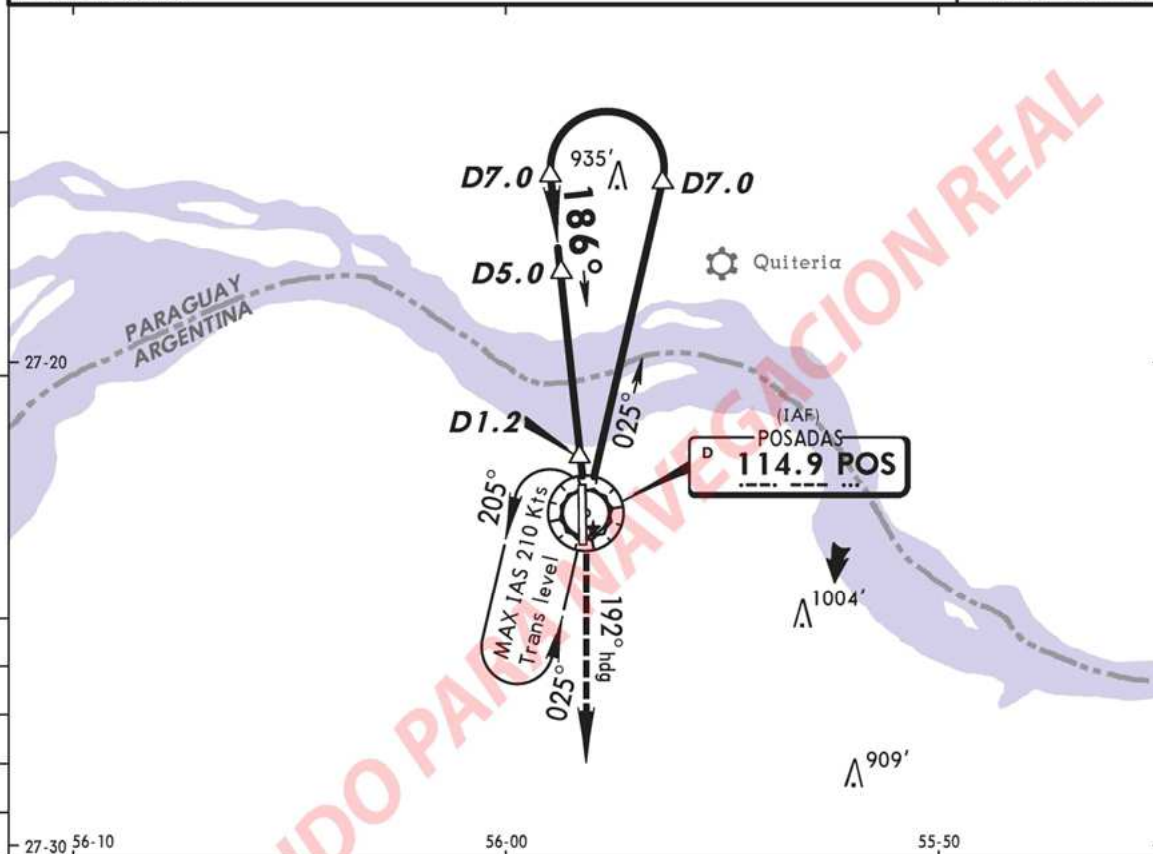 935'
D7.0
D7.0
186°
D5.0
Quiteria
PARAGUAY
ARGENTINA
27-20
D1.2
025°
(IAF)
POSADAS
D 114.9 POS
205°
MAX IAS 210 Kts
Trans level
192° hdg
025°
1004'
909'
27-30
56-10
56-00
55-50
NDO PARA NAVEGACION REAL